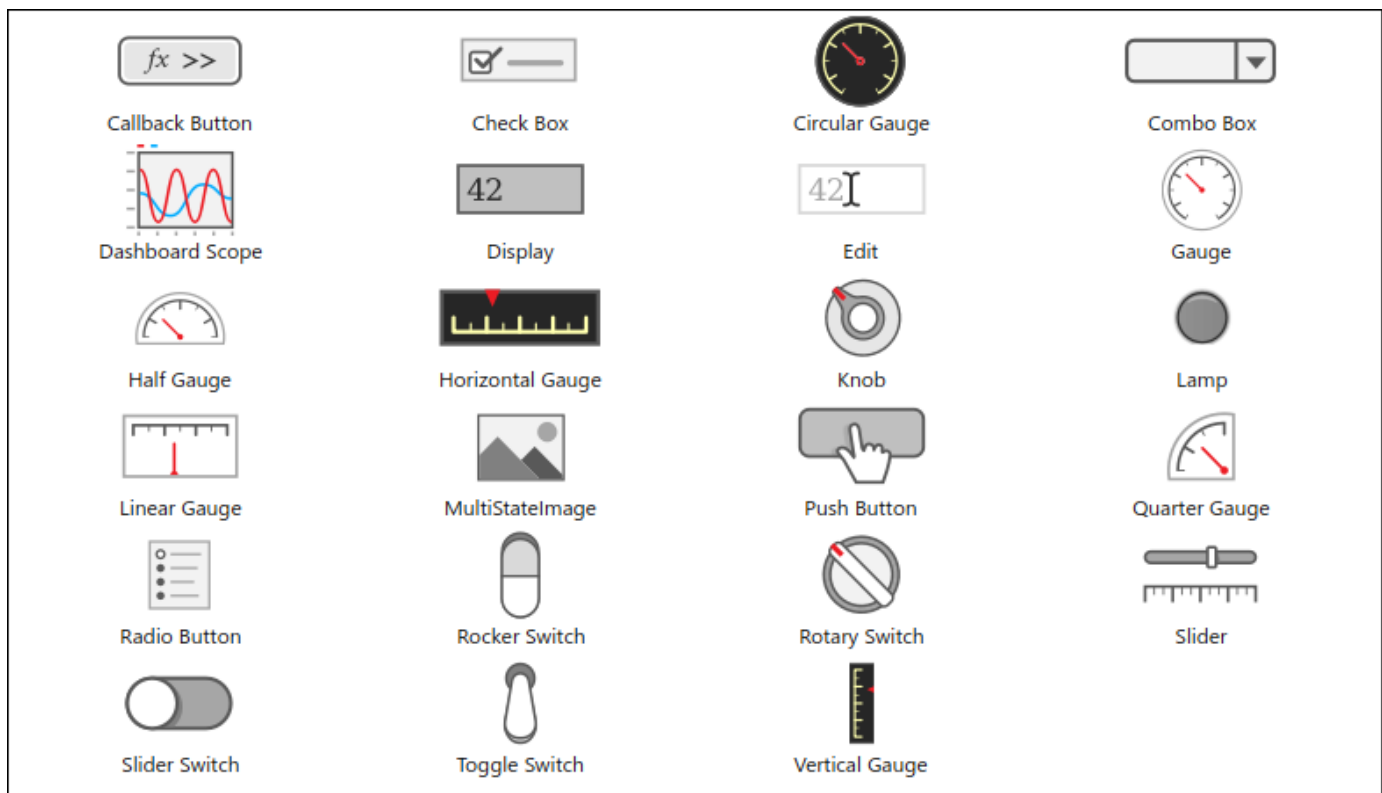 fx >>
Callback Button
Check Box
Circular Gauge
Combo Box
Dashboard Scope
42
Display
42
Edit
Gauge
Half Gauge
Horizontal Gauge
Knob
Lamp
Linear Gauge
MultiStateImage
Push Button
Quarter Gauge
Radio Button
Rocker Switch
Rotary Switch
Slider
Slider Switch
Toggle Switch
Vertical Gauge